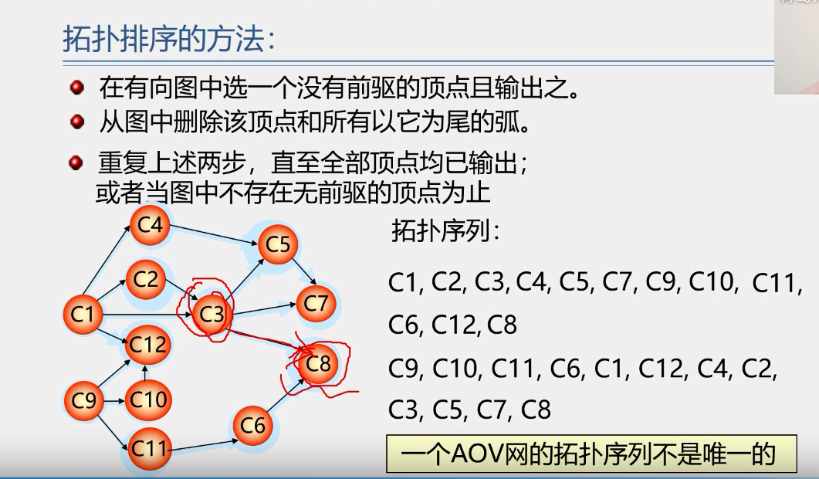 拓扑排序的方法:
在有向图中选一个没有前驱的顶点且输出之。
从图中删除该顶点和所有以它为尾的弧。
重复上述两步，直至全部顶点均已输出；
或者当图中不存在无前驱的顶点为止
C4
C5
C2
C1
C3
C7
C12
C8
C9
C10
C6
C11
拓扑序列：
C1, C2, C3, C4, C5, C7, C9, C10, C11,
C6, C12, C8
C9, C10, C11, C6, C1, C12, C4, C2,
C3, C5, C7, C8
一个AOV网的拓扑序列不是唯一的